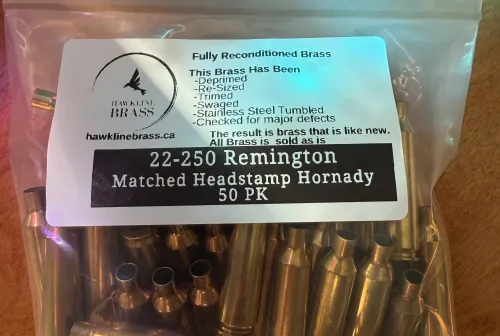 Fully Reconditioned Brass
This Brass Has Been
-Deprimed
-Re-Sized
-Trimed
-Swaged
-Stainless Steel Tumbled
-Checked for major defects
The result is brass that is like new.
All Brass is sold as is
HAWKLINE
BRASS
hawklinebrass.ca
22-250 Remington
Matched Headstamp Hornady
50 PK